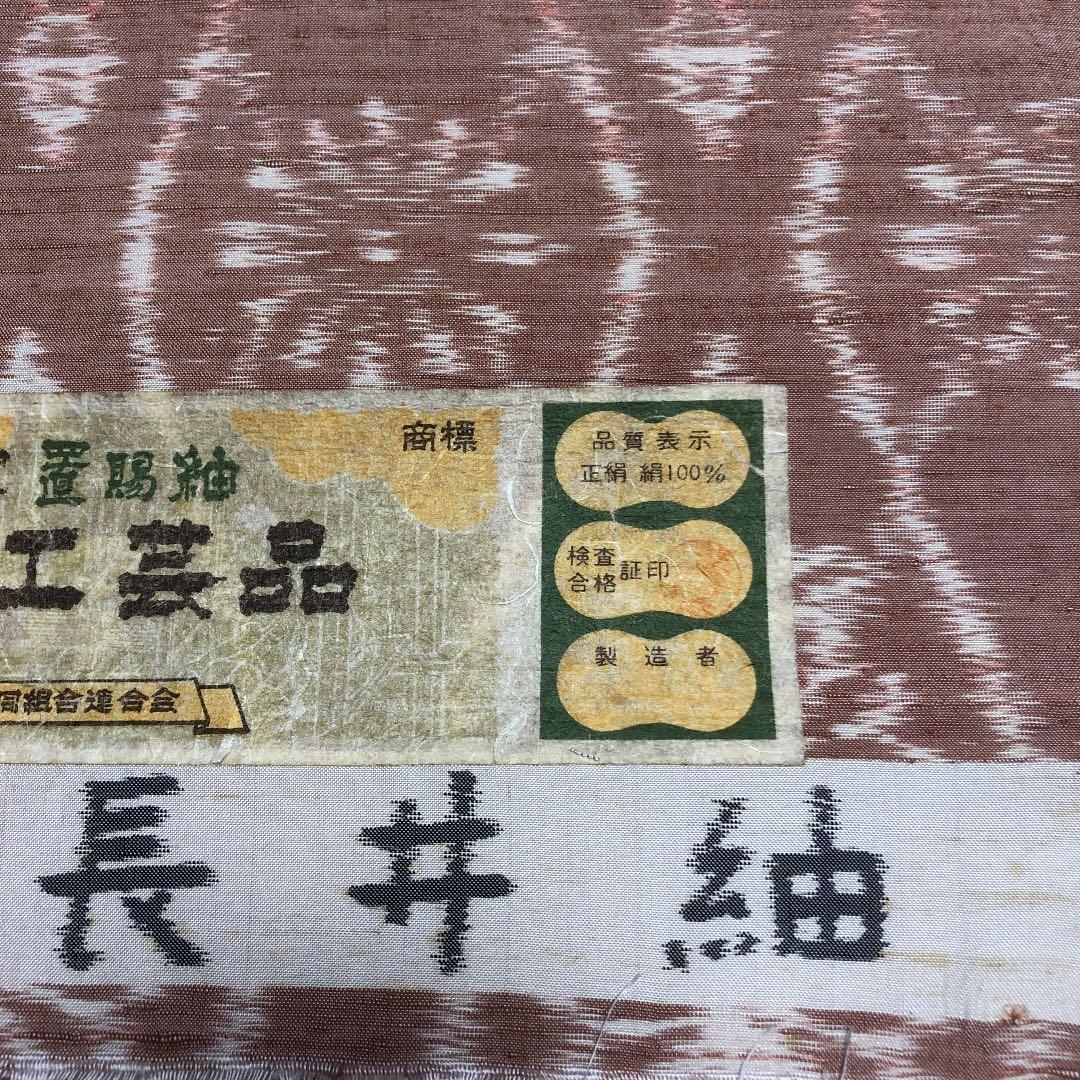 置賜紬
商標
工芸品
同組合連合会
品質表示
正絹 絹100%
検査
合格
証印
製造者
長井紬